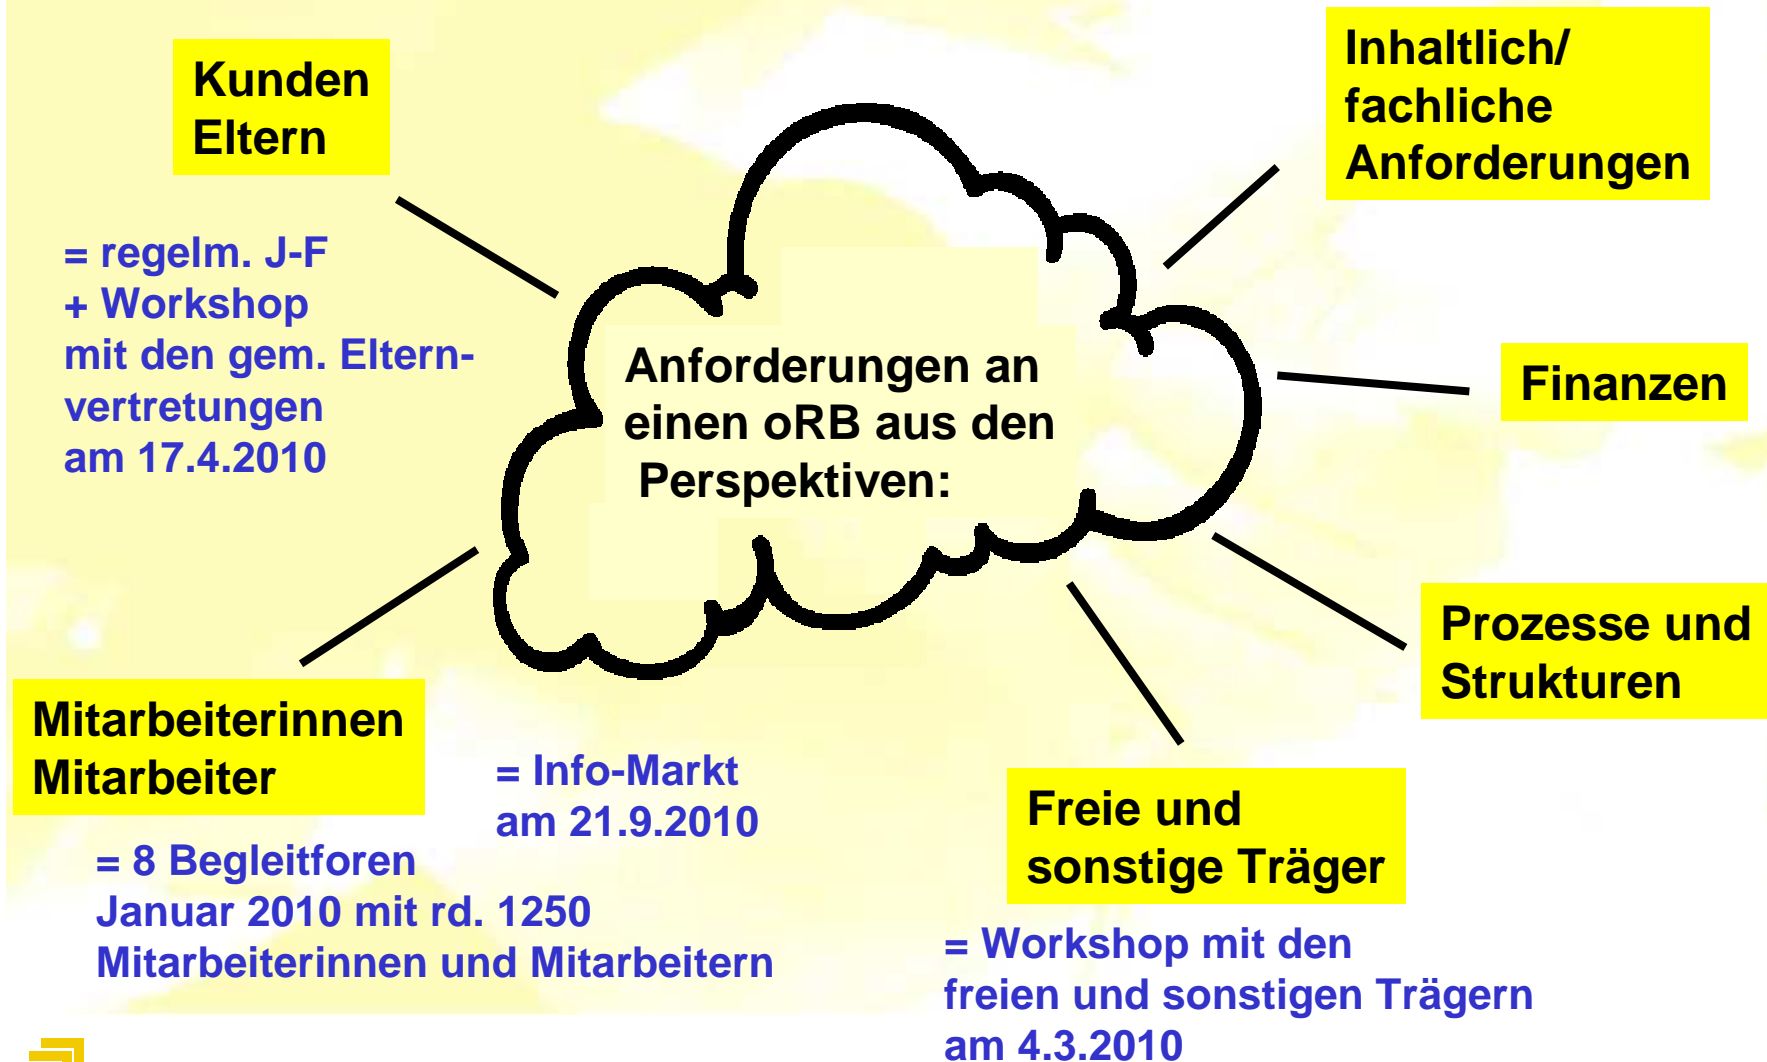 Kunden
Eltern
= regelm. J-F
+ Workshop
mit den gem. Eltern-
vertretungen
am 17.4.2010
Inhaltlich/
fachliche
Anforderungen
Anforderungen an
einen oRB aus den
Perspektiven:
Finanzen
Prozesse und
Strukturen
Mitarbeiterinnen
Mitarbeiter
= 8 Begleitforen
Januar 2010 mit rd. 1250
Mitarbeiterinnen und Mitarbeitern
= Info-Markt
am 21.9.2010
Freie und
sonstige Träger
= Workshop mit den
freien und sonstigen Trägern
am 4.3.2010